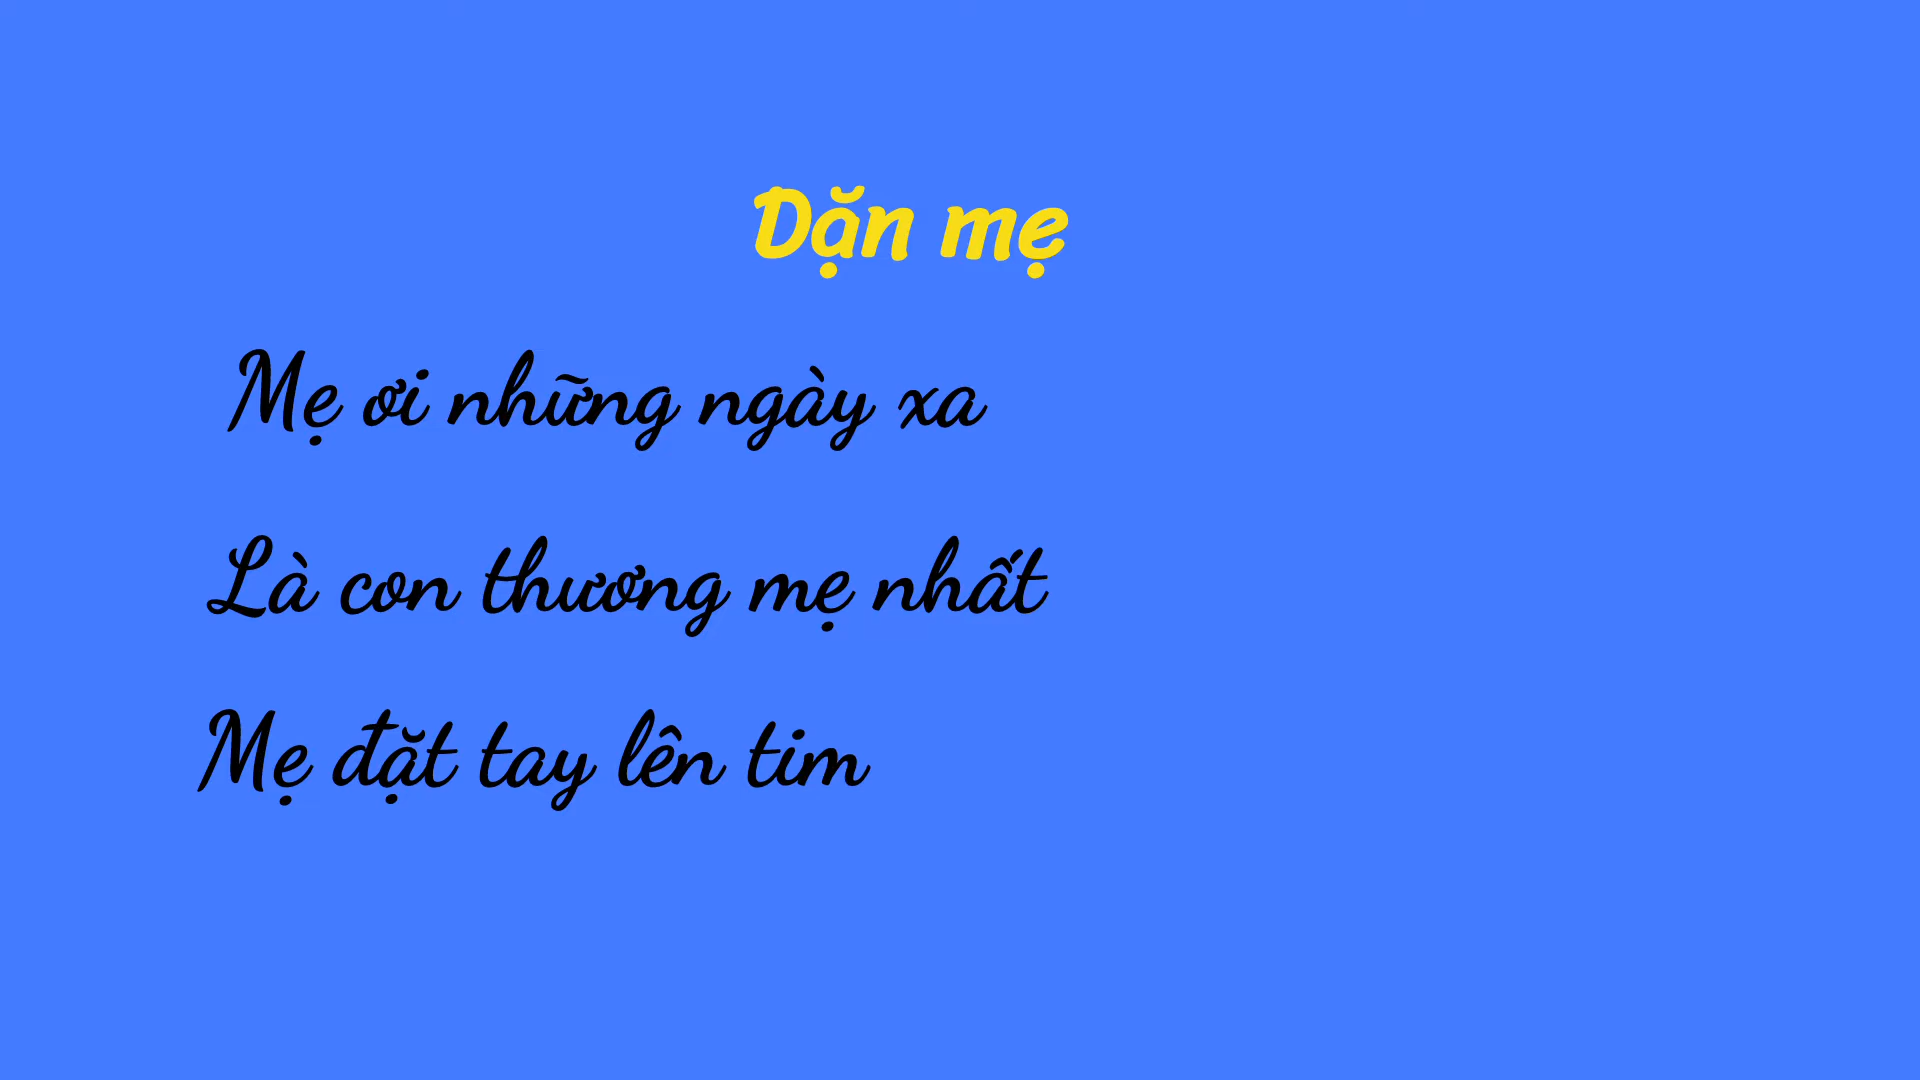 Dặn mẹ
Mẹ ơi những ngày xa
Là con thương mẹ nhất
Mẹ đặt tay lên tim